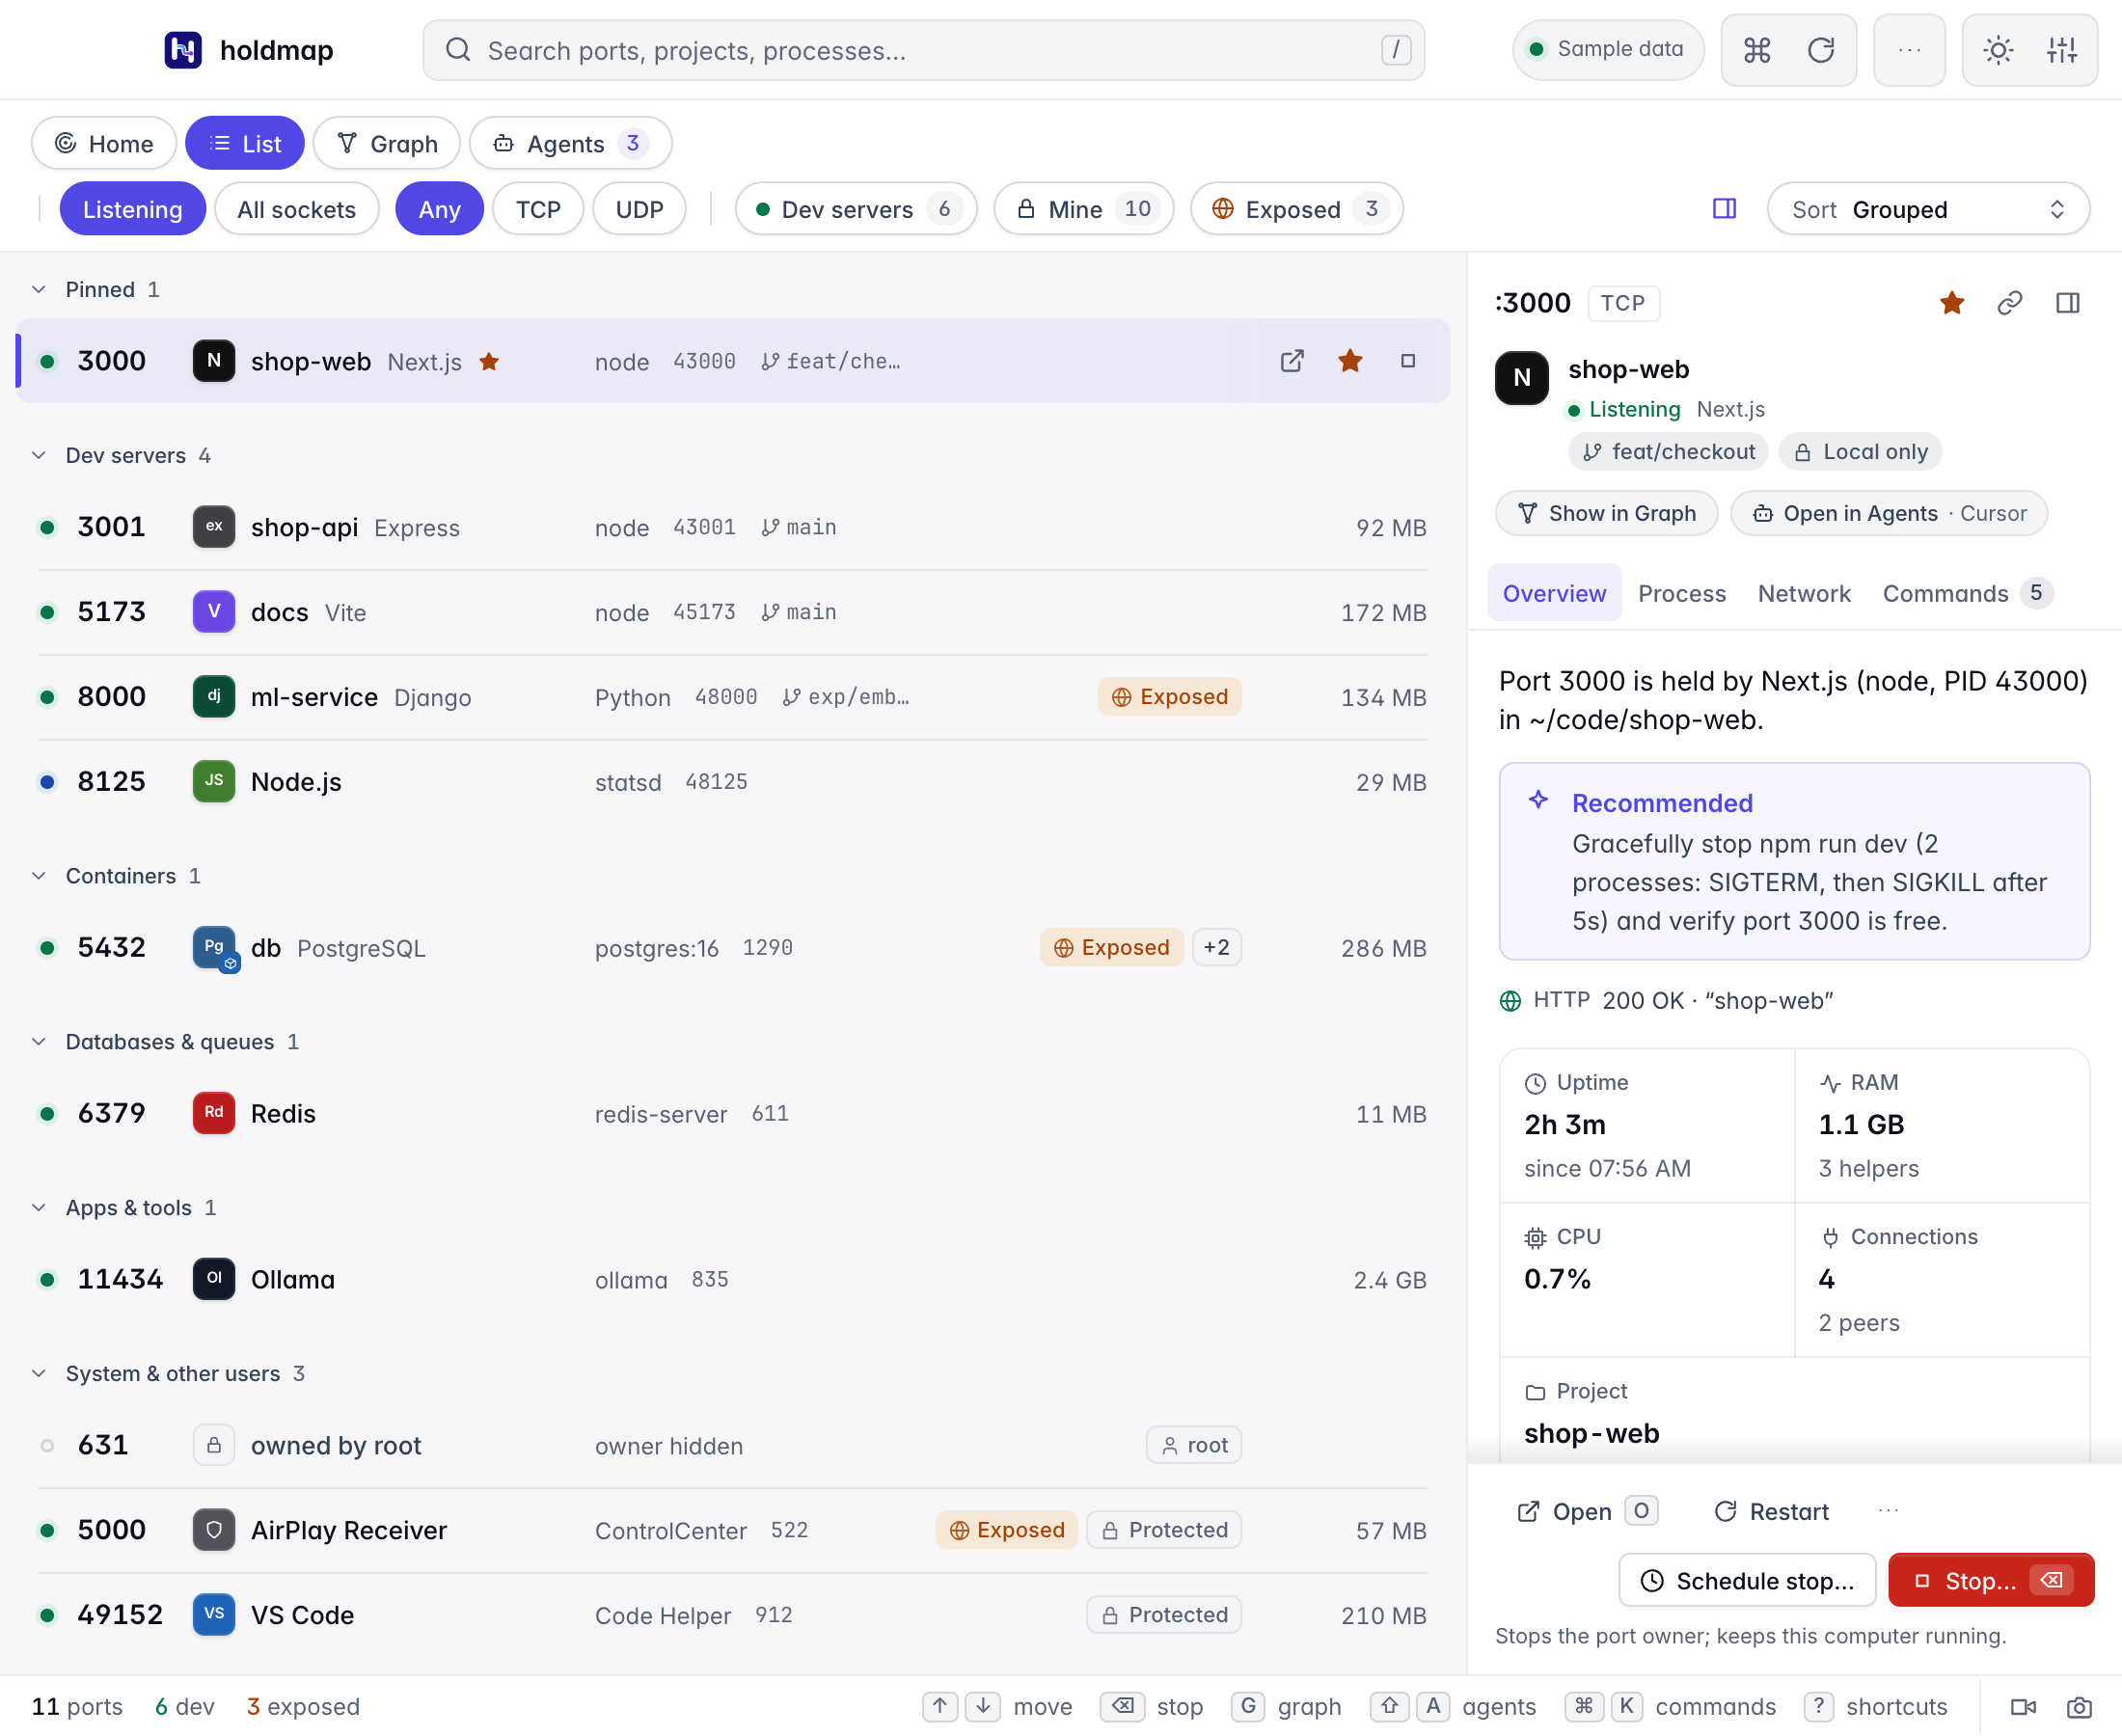 holdmap
Search ports, projects, processes... /
Sample data
Home List Graph Agents 3
Listening All sockets Any TCP UDP Dev servers 6 Mine 10 Exposed 3
Sort Grouped
Pinned 1
3000 N shop-web Next.js node 43000 feat/che…
Dev servers 4
3001 ex shop-api Express node 43001 main 92 MB
5173 V docs Vite node 45173 main 172 MB
8000 dj ml-service Django Python 48000 exp/emb… Exposed 134 MB
8125 JS Node.js statsd 48125 29 MB
Containers 1
5432 Pg db PostgreSQL postgres:16 1290 Exposed +2 286 MB
Databases & queues 1
6379 Rd Redis redis-server 611 11 MB
Apps & tools 1
11434 Ol Ollama ollama 835 2.4 GB
System & other users 3
631 owned by root owner hidden root
5000 AirPlay Receiver ControlCenter 522 Exposed Protected 57 MB
49152 VS VS Code Code Helper 912 Protected 210 MB
:3000 TCP
N shop-web
Listening Next.js
feat/checkout Local only
Show in Graph Open in Agents · Cursor
Overview Process Network Commands 5
Port 3000 is held by Next.js (node, PID 43000)
in ~/code/shop-web.
Recommended
Gracefully stop npm run dev (2
processes: SIGTERM, then SIGKILL after
5s) and verify port 3000 is free.
HTTP 200 OK · “shop-web”
Uptime
2h 3m
since 07:56 AM
RAM
1.1 GB
3 helpers
CPU
0.7%
Connections
4
2 peers
Project
shop-web
Open O Restart ...
Schedule stop... Stop...
Stops the port owner; keeps this computer running.
11 ports 6 dev 3 exposed
↑ ↓ move ⌫ stop G graph ⇧ A agents ⌘ K commands ? shortcuts